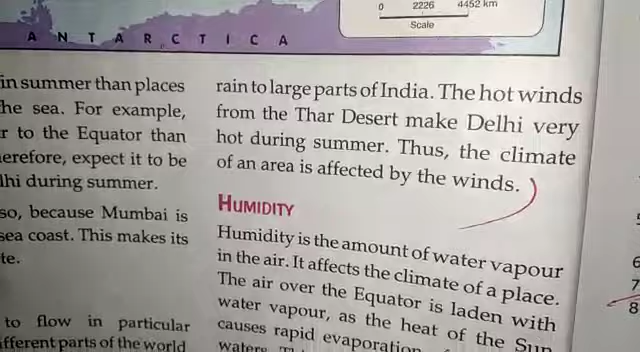 0 2226 4452 km
Scale
ANTARCTICA
in summer than places
he sea. For example,
r to the Equator than
erefore, expect it to be
lhi during summer.
so, because Mumbai is
sea coast. This makes its
te.
to flow in particular
fferent parts of the world
rain to large parts of India. The hot winds
from the Thar Desert make Delhi very
hot during summer. Thus, the climate
of an area is affected by the winds.
HUMIDITY
Humidity is the amount of water vapour
in the air. It affects the climate of a place.
The air over the Equator is laden with
water vapour, as the heat of the Sun
causes rapid evaporation
waters
6
7
8